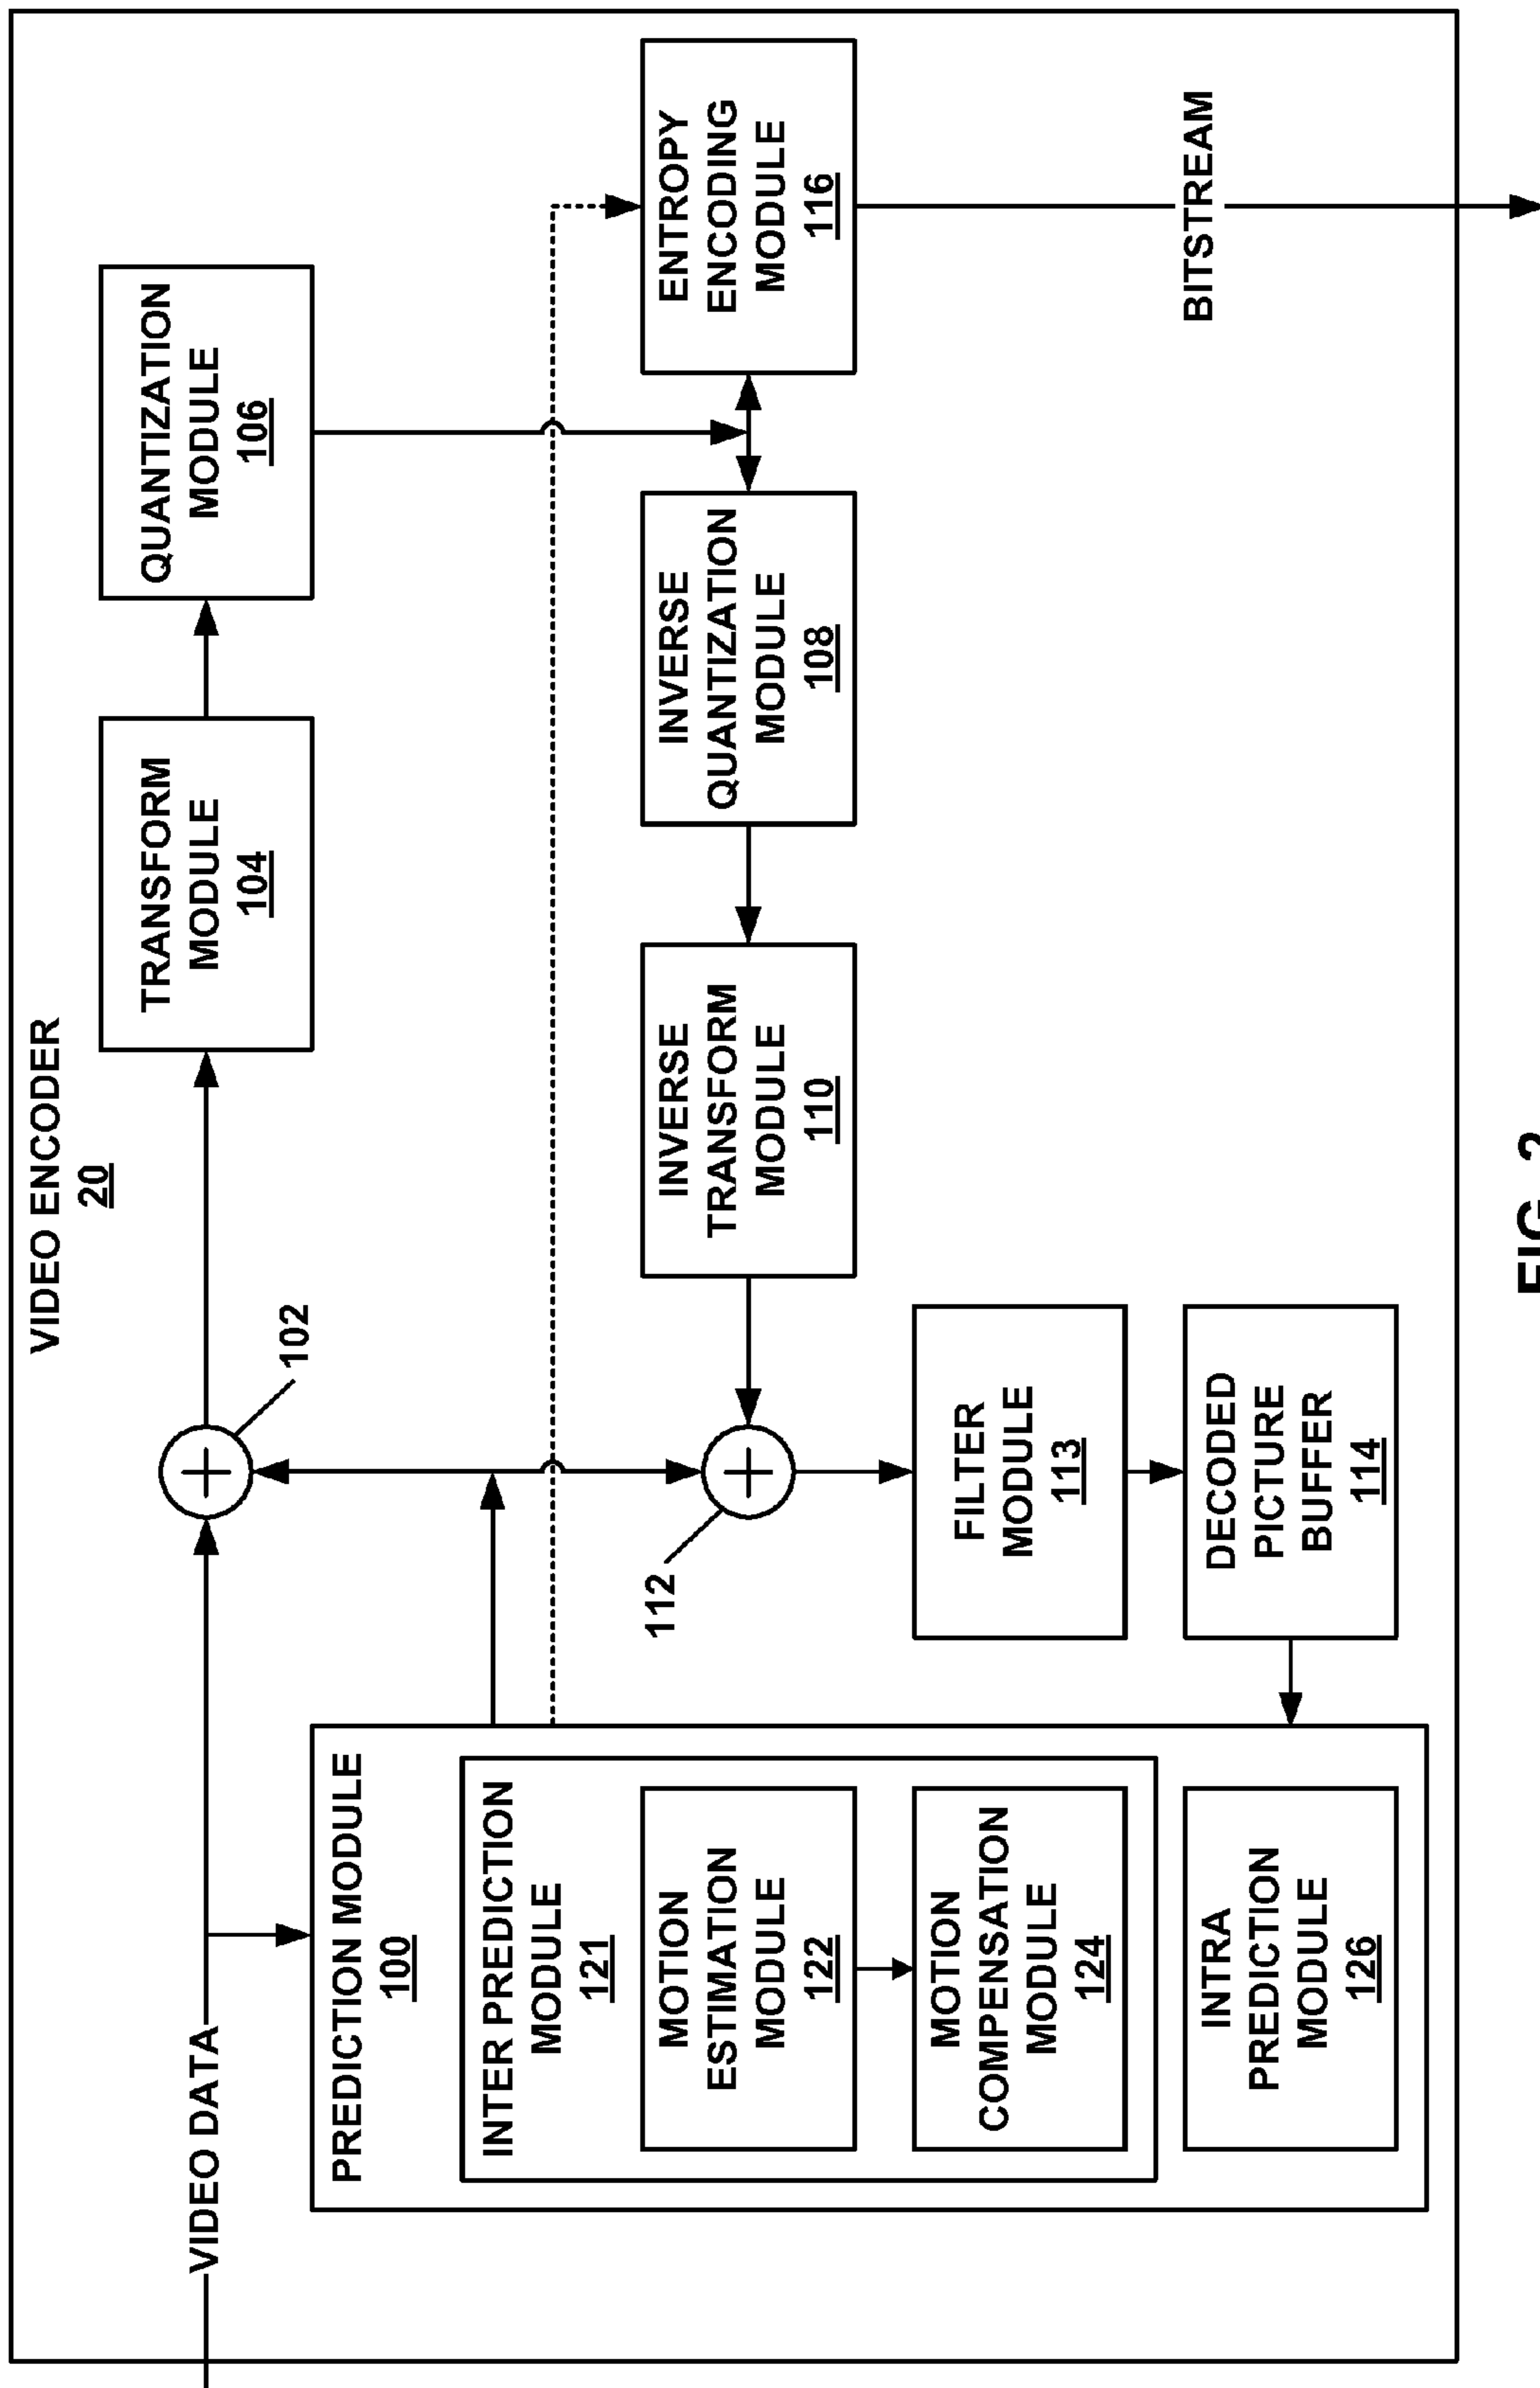 VIDEO ENCODER
20
VIDEO DATA
TRANSFORM
MODULE
104
QUANTIZATION
MODULE
106
102
PREDICTION MODULE
100
INTER PREDICTION
MODULE
121
MOTION
ESTIMATION
MODULE
122
MOTION
COMPENSATION
MODULE
124
INTRA
PREDICTION
MODULE
126
112
INVERSE
TRANSFORM
MODULE
110
INVERSE
QUANTIZATION
MODULE
108
ENTROPY
ENCODING
MODULE
116
FILTER
MODULE
113
DECODED
PICTURE
BUFFER
114
BITSTREAM
FIG. 2